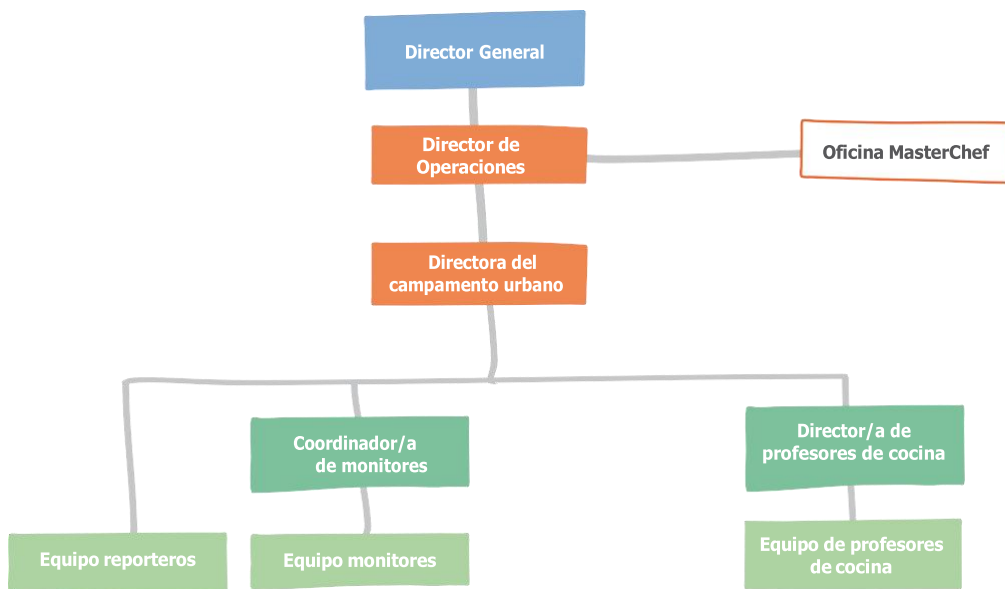 Director General
Director de
Operaciones
Oficina MasterChef
Directora del
campamento urbano
Coordinador/a
de monitores
Director/a de
profesores de cocina
Equipo reporteros
Equipo monitores
Equipo de profesores
de cocina